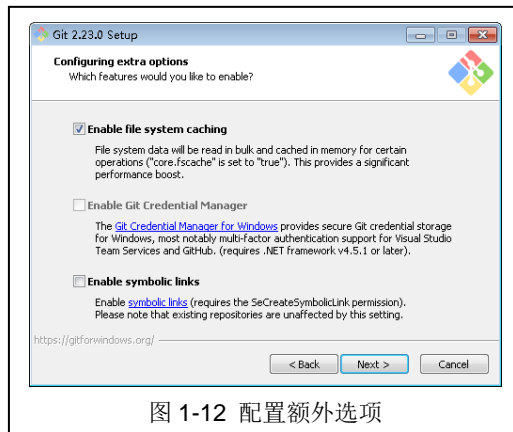 Git 2.23.0 Setup
Configuring extra options
Which features would you like to enable?
Enable file system caching
File system data will be read in bulk and cached in memory for certain
operations ("core.fscache" is set to "true"). This provides a significant
performance boost.
Enable Git Credential Manager
The Git Credential Manager for Windows provides secure Git credential storage
for Windows, most notably multi-factor authentication support for Visual Studio
Team Services and GitHub. (requires .NET framework v4.5.1 or later).
Enable symbolic links
Enable symbolic links (requires the SeCreateSymbolicLink permission).
Please note that existing repositories are unaffected by this setting.
https://gitforwindows.org/
< Back Next > Cancel
图 1-12 配置额外选项